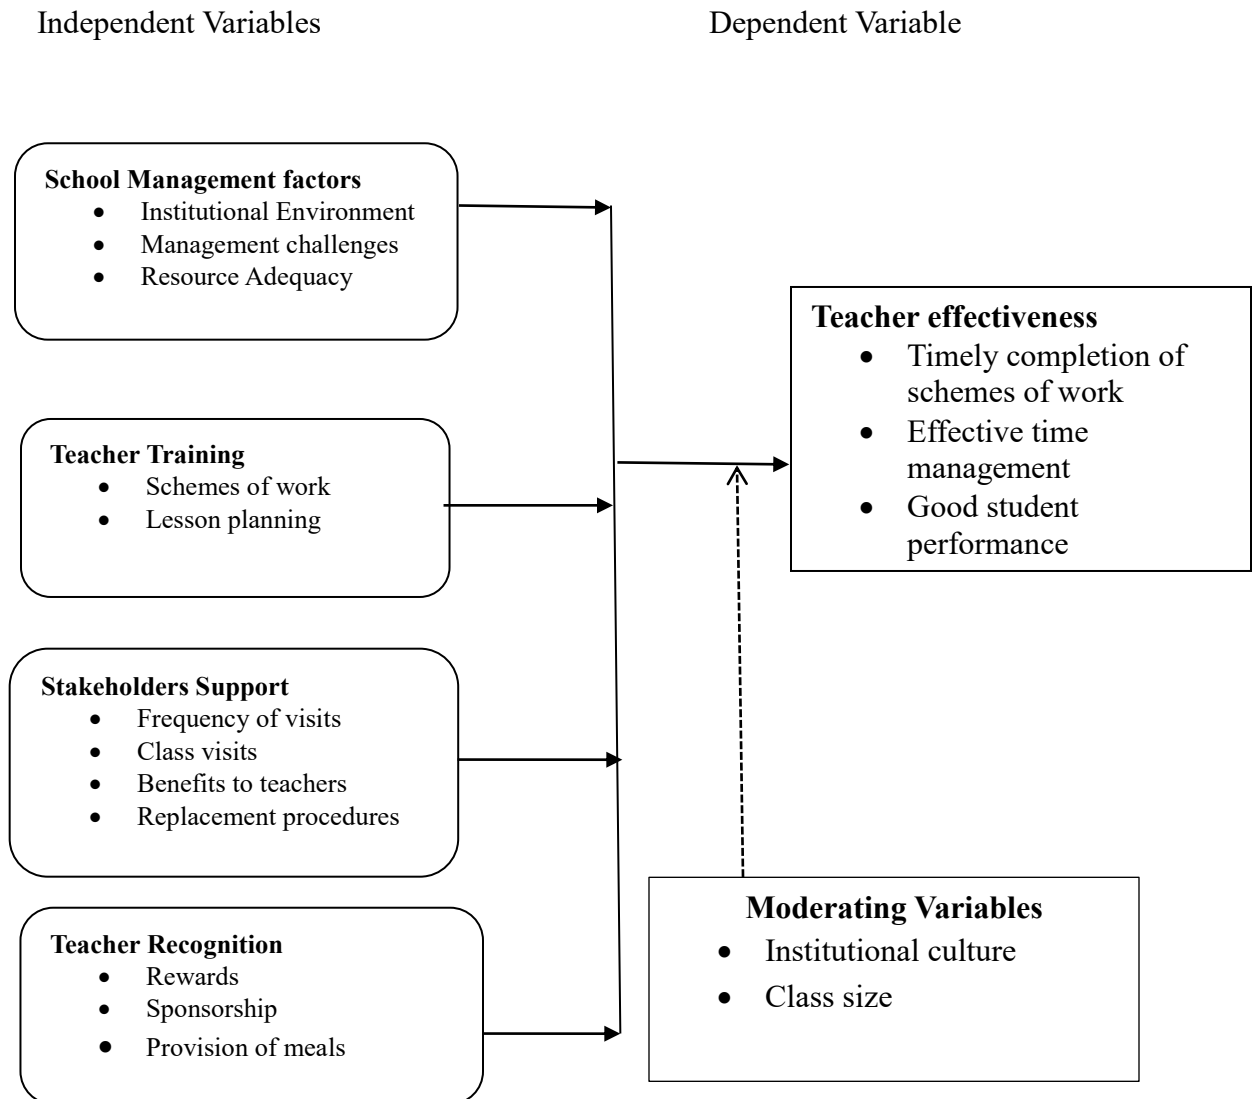 Independent Variables
Dependent Variable
School Management factors
• Institutional Environment
• Management challenges
• Resource Adequacy
Teacher Training
• Schemes of work
• Lesson planning
Stakeholders Support
• Frequency of visits
• Class visits
• Benefits to teachers
• Replacement procedures
Teacher Recognition
• Rewards
• Sponsorship
• Provision of meals
Teacher effectiveness
• Timely completion of
schemes of work
• Effective time
management
• Good student
performance
Moderating Variables
• Institutional culture
• Class size